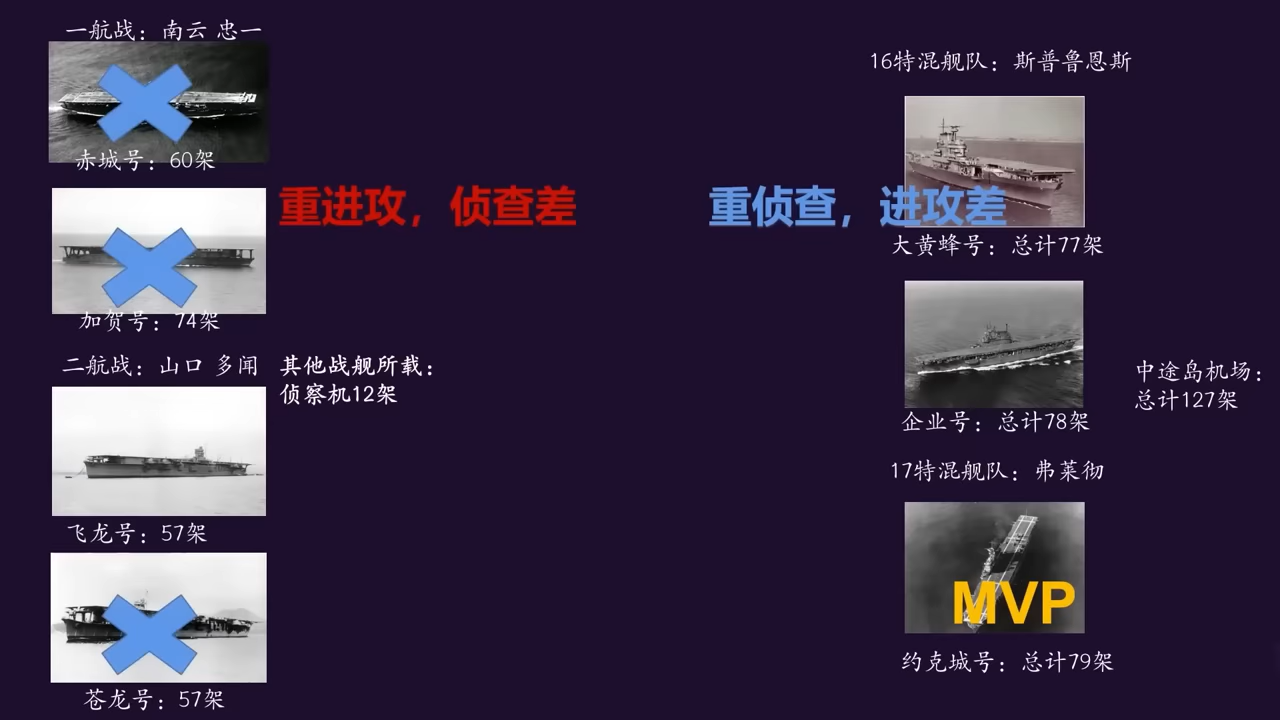 一航战：南云 忠一
赤城号：60架
加贺号：74架
二航战：山口 多闻
飞龙号：57架
苍龙号：57架
重进攻，侦查差
其他战舰所载：
侦察机12架
重侦查，进攻差
16特混舰队：斯普鲁恩斯
大黄蜂号：总计77架
企业号：总计78架
17特混舰队：弗莱彻
MVP
约克城号：总计79架
中途岛机场：
总计127架